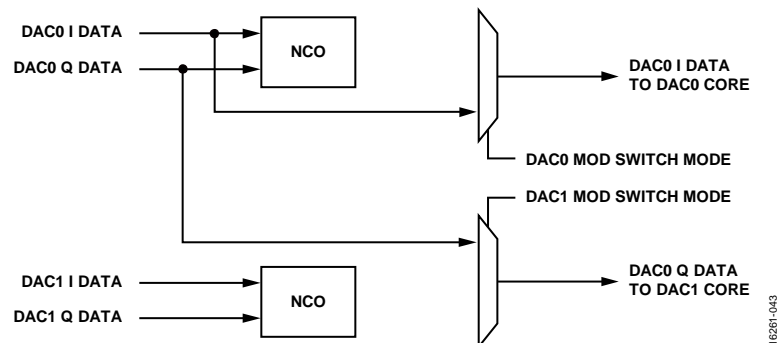 DAC0 I DATA
DAC0 Q DATA
NCO
DAC0 I DATA
TO DAC0 CORE
DAC0 MOD SWITCH MODE
DAC1 MOD SWITCH MODE
DAC1 I DATA
DAC1 Q DATA
NCO
DAC0 Q DATA
TO DAC1 CORE
16261-043